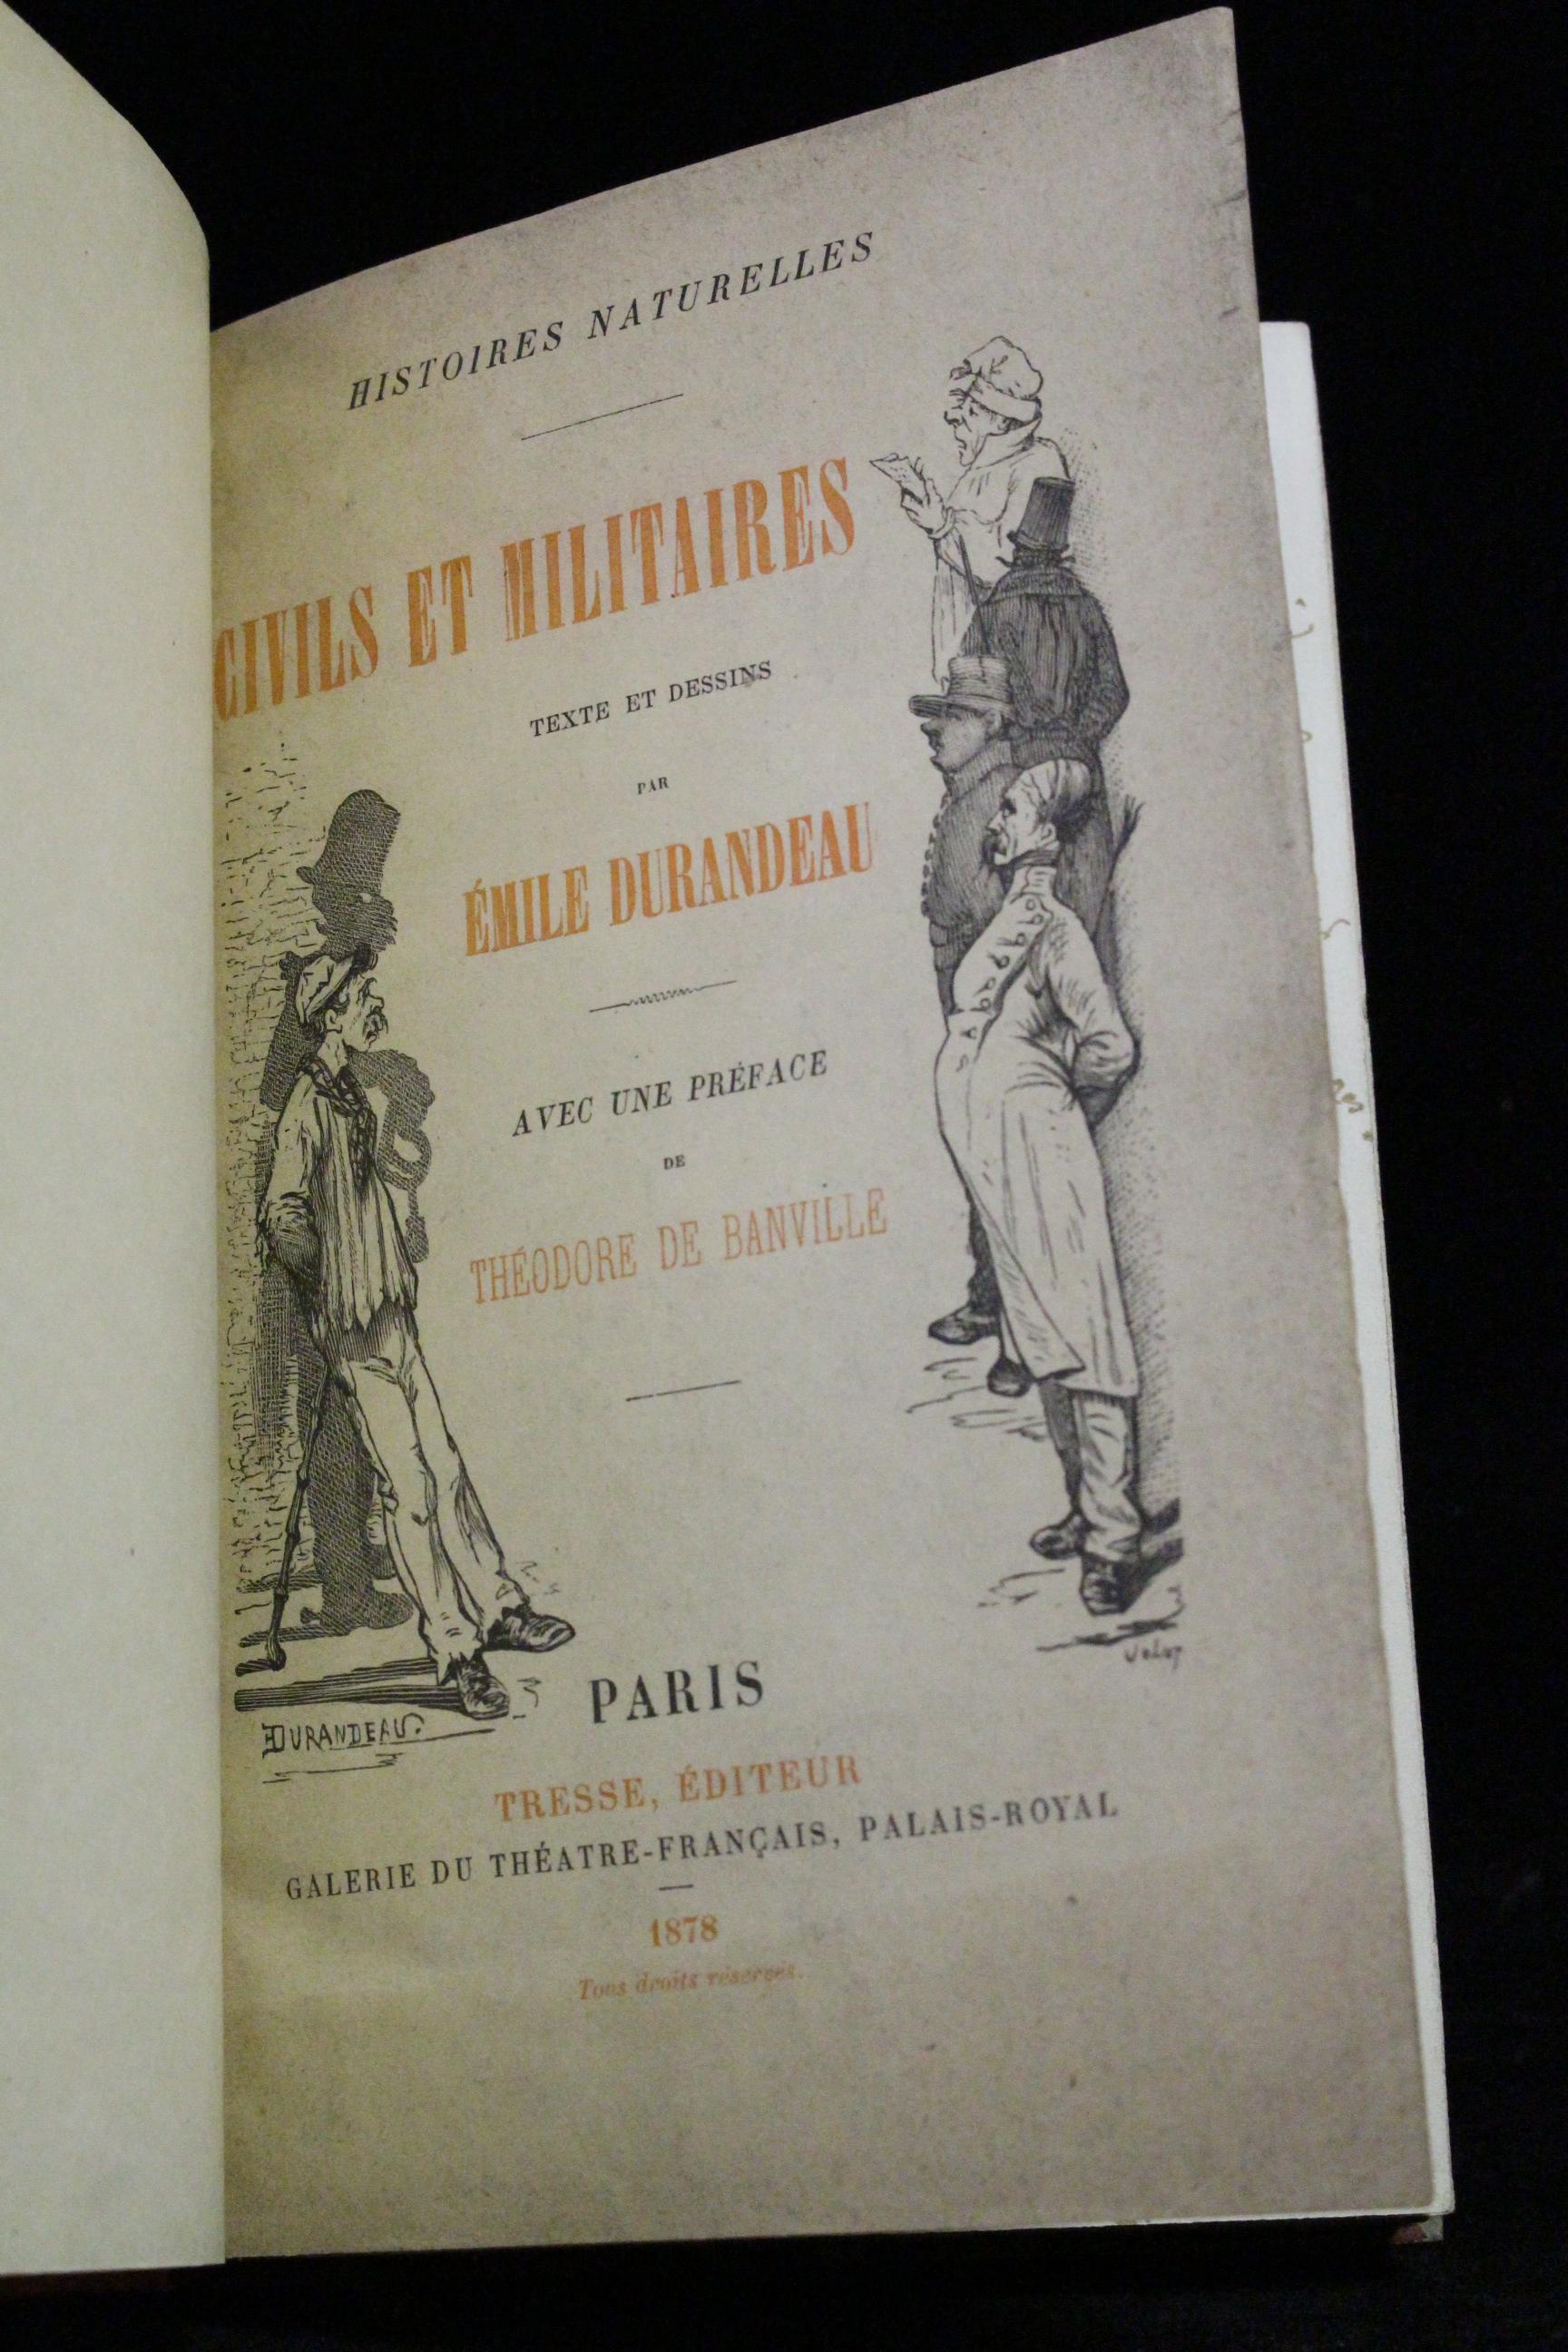 HISTOIRES NATURELLES
CIVILS ET MILITAIRES
TEXTE ET DESSINS
PAR
ÉMILE DURANDEAU
AVEC UNE PRÉFACE
DE
THÉODORE DE BANVILLE
DURANDEAU.
PARIS
TRESSE, ÉDITEUR
GALERIE DU THÉATRE-FRANÇAIS, PALAIS-ROYAL
1878
Tous droits réservés.